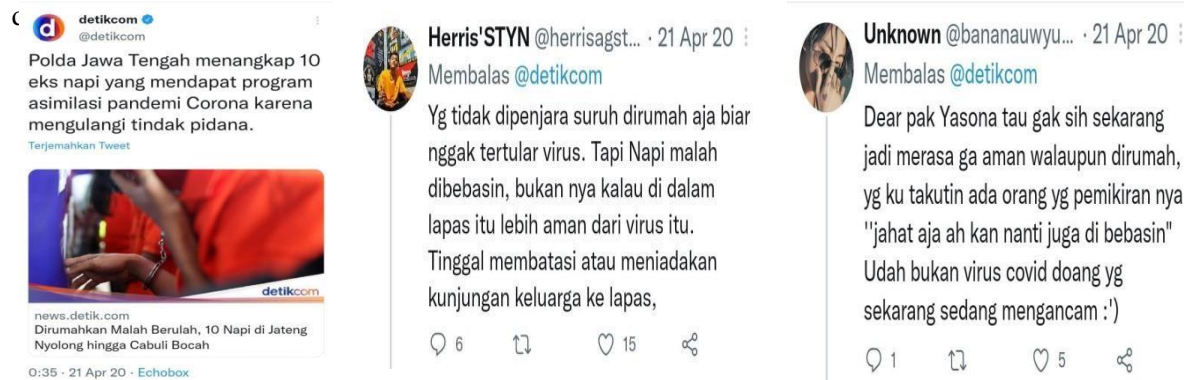 detikcom
@detikcom
Polda Jawa Tengah menangkap 10
eks napi yang mendapat program
asimilasi pandemi Corona karena
mengulangi tindak pidana.
Terjemahkan Tweet
detikcom
news.detik.com
Dirumahkan Malah Berulah, 10 Napi di Jateng
Nyolong hingga Cabuli Bocah
0:35 · 21 Apr 20 · Echobox
Herris'STYN @herrisagst... · 21 Apr 20
Membalas @detikcom
Yg tidak dipenjara suruh dirumah aja biar
nggak tertular virus. Tapi Napi malah
dibebasin, bukan nya kalau di dalam
lapas itu lebih aman dari virus itu.
Tinggal membatasi atau meniadakan
kunjungan keluarga ke lapas,
6 15
Unknown @bananauwyu... · 21 Apr 20
Membalas @detikcom
Dear pak Yasona tau gak sih sekarang
jadi merasa ga aman walaupun dirumah,
yg ku takutin ada orang yg pemikiran nya
"jahat aja ah kan nanti juga di bebasin"
Udah bukan virus covid doang yg
sekarang sedang mengancam :')
1 5